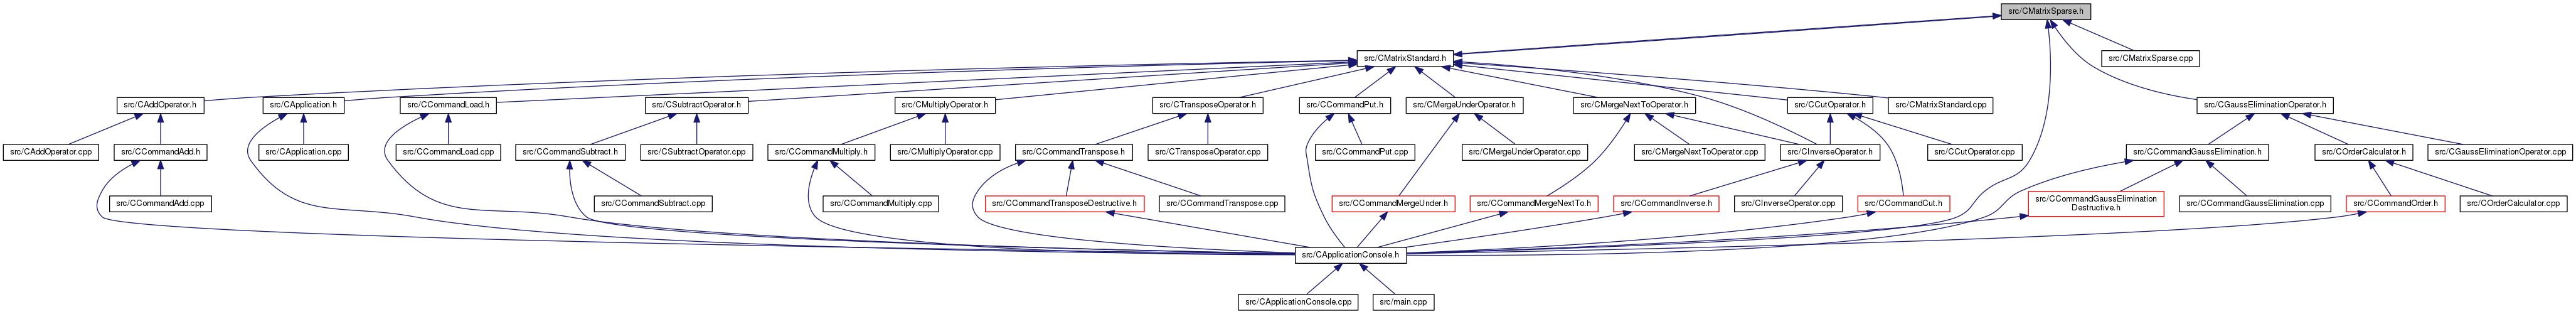 src/CMatrixSparse.h
src/CMatrixStandard.h
src/CMatrixSparse.cpp
src/CAddOperator.h
src/CApplication.h
src/CCommandLoad.h
src/CSubtractOperator.h
src/CMultiplyOperator.h
src/CTransposeOperator.h
src/CCommandPut.h
src/CMergeUnderOperator.h
src/CMergeNextToOperator.h
src/CCutOperator.h
src/CMatrixStandard.cpp
src/CGaussEliminationOperator.h
src/CAddOperator.cpp
src/CCommandAdd.h
src/CApplication.cpp
src/CCommandLoad.cpp
src/CCommandSubtract.h
src/CSubtractOperator.cpp
src/CCommandMultiply.h
src/CMultiplyOperator.cpp
src/CCommandTranspose.h
src/CTransposeOperator.cpp
src/CCommandPut.cpp
src/CMergeUnderOperator.cpp
src/CMergeNextToOperator.cpp
src/CInverseOperator.h
src/CCutOperator.cpp
src/CCommandGaussElimination.h
src/COrderCalculator.h
src/CGaussEliminationOperator.cpp
src/CCommandAdd.cpp
src/CCommandSubtract.cpp
src/CCommandMultiply.cpp
src/CCommandTransposeDestructive.h
src/CCommandTranspose.cpp
src/CCommandMergeUnder.h
src/CCommandMergeNextTo.h
src/CCommandInverse.h
src/CInverseOperator.cpp
src/CCommandCut.h
src/CCommandGaussElimination
Destructive.h
src/CCommandGaussElimination.cpp
src/CCommandOrder.h
src/COrderCalculator.cpp
src/CApplicationConsole.h
src/CApplicationConsole.cpp
src/main.cpp